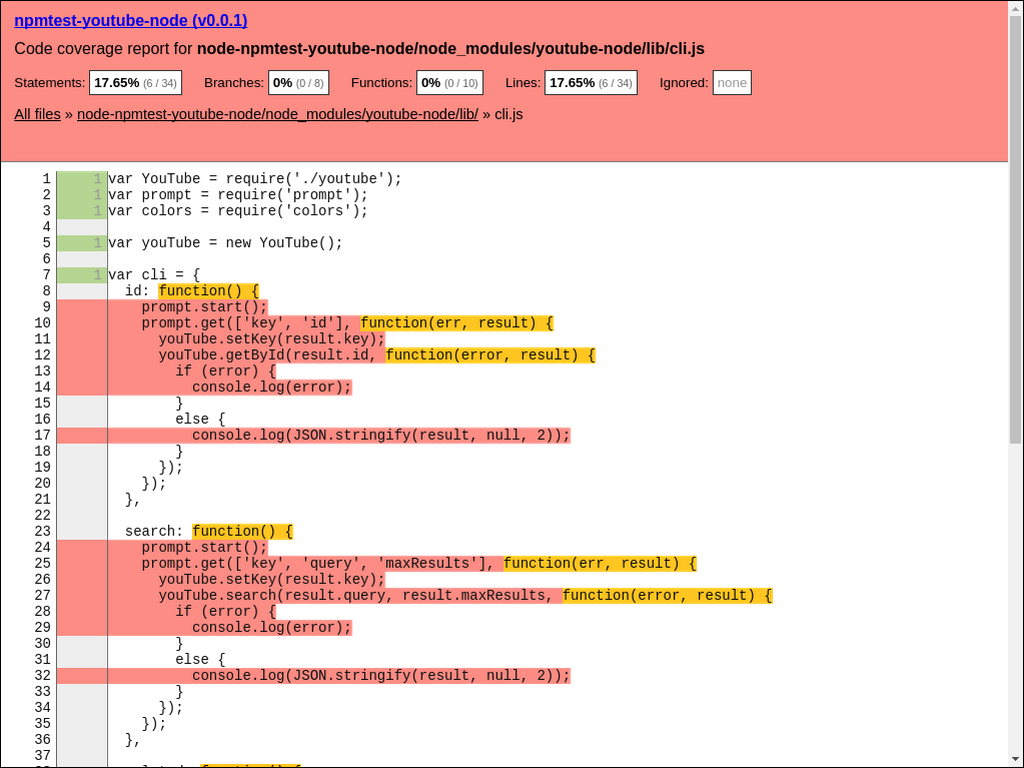 npmtest-youtube-node (v0.0.1)
Code coverage report for node-npmtest-youtube-node/node_modules/youtube-node/lib/cli.js
Statements: 17.65% (6 / 34) Branches: 0% (0 / 8) Functions: 0% (0 / 10) Lines: 17.65% (6 / 34) Ignored: none
All files » node-npmtest-youtube-node/node_modules/youtube-node/lib/ » cli.js
1 1 var YouTube = require('./youtube');
2 1 var prompt = require('prompt');
3 1 var colors = require('colors');
4
5 1 var youTube = new YouTube();
6
7 1 var cli = {
8 id: function() {
9 prompt.start();
10 prompt.get(['key', 'id'], function(err, result) {
11 youTube.setKey(result.key);
12 youTube.getById(result.id, function(error, result) {
13 if (error) {
14 console.log(error);
15 }
16 else {
17 console.log(JSON.stringify(result, null, 2));
18 }
19 });
20 });
21 },
22
23 search: function() {
24 prompt.start();
25 prompt.get(['key', 'query', 'maxResults'], function(err, result) {
26 youTube.setKey(result.key);
27 youTube.search(result.query, result.maxResults, function(error, result) {
28 if (error) {
29 console.log(error);
30 }
31 else {
32 console.log(JSON.stringify(result, null, 2));
33 }
34 });
35 });
36 },
37